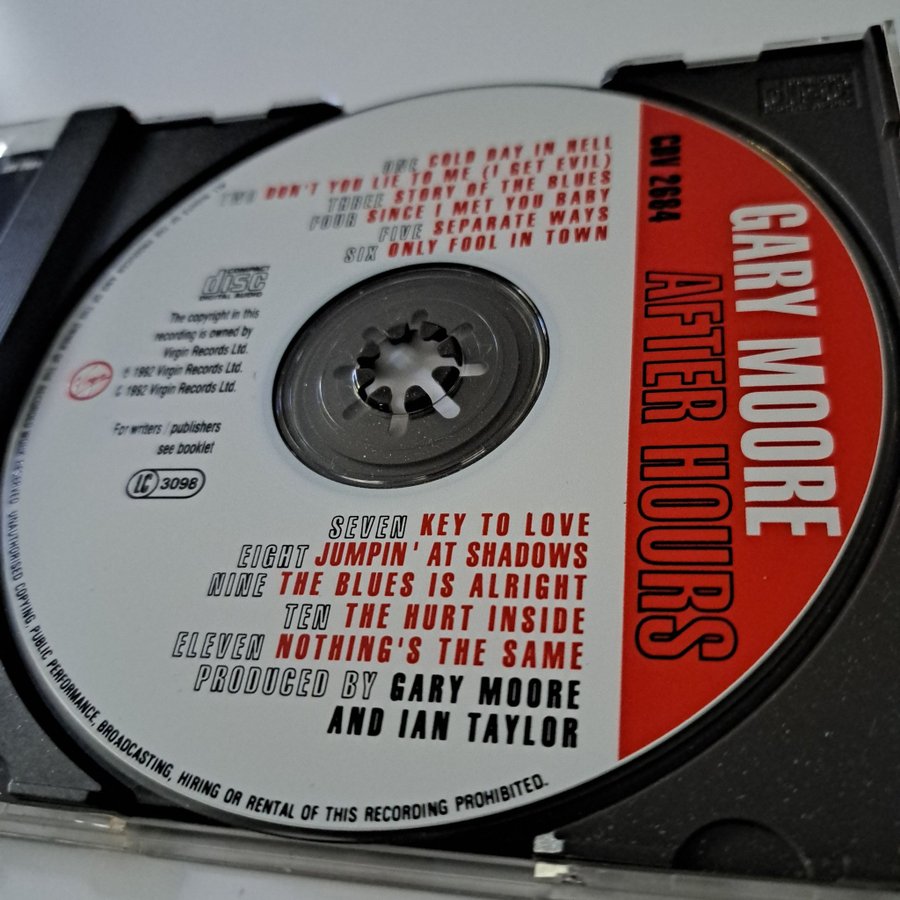 ONE COLD DAY IN HELL
TWO DON'T YOU LIE TO ME (I GET EVIL)
THREE STORY OF THE BLUES
FOUR SINCE I MET YOU BABY
FIVE SEPARATE WAYS
SIX ONLY FOOL IN TOWN
CDV 2684
GARY MOORE
AFTER HOURS
COMPACT
disc
DIGITAL AUDIO
The copyright in this
recording is owned by
Virgin Records Ltd.
℗ 1992 Virgin Records Ltd.
© 1992 Virgin Records Ltd.
Virgin
For writers / publishers
see booklet
LC 3098
SEVEN KEY TO LOVE
EIGHT JUMPIN' AT SHADOWS
NINE THE BLUES IS ALRIGHT
TEN THE HURT INSIDE
ELEVEN NOTHING'S THE SAME
PRODUCED BY GARY MOORE
AND IAN TAYLOR
UNAUTHORISED COPYING, PUBLIC PERFORMANCE, BROADCASTING, HIRING OR RENTAL OF THIS RECORDING PROHIBITED.